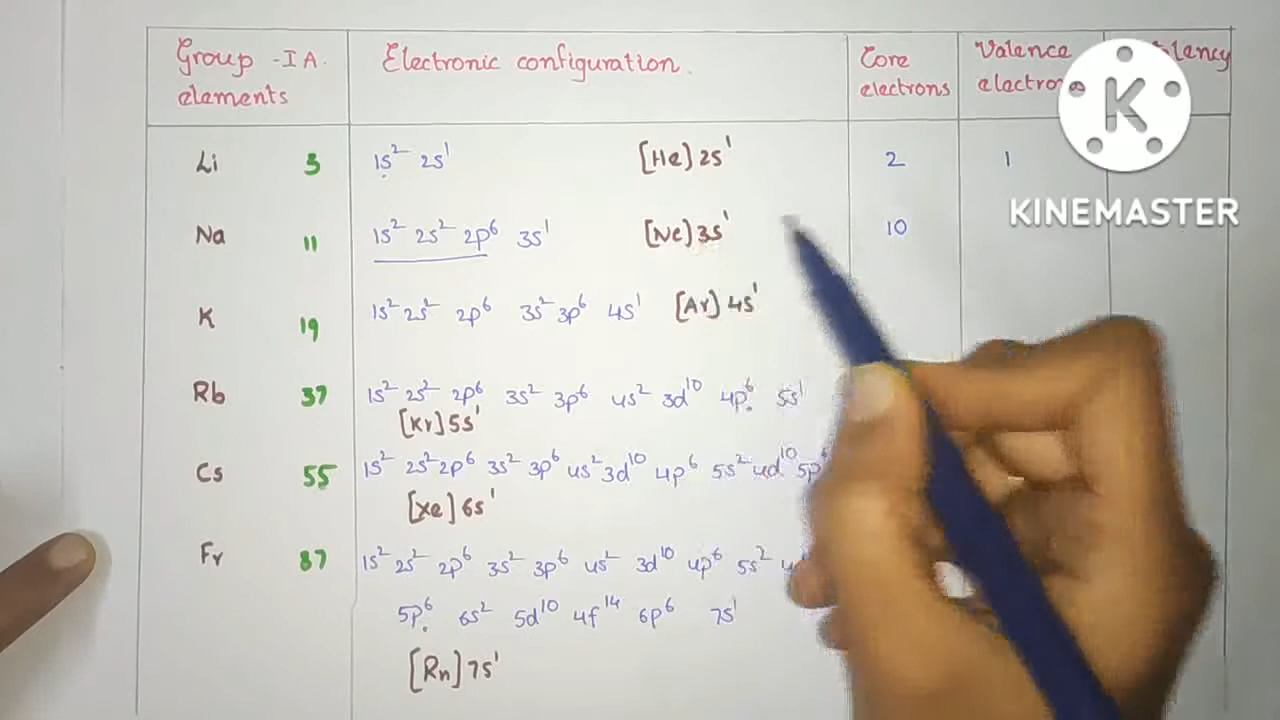 Group - I A. elements
Electronic configuration.
Core electrons
Valence
Li 3 1s² 2s¹ [He] 2s¹ 2 1
Na 11 1s² 2s² 2p⁶ 3s¹ [Ne] 3s¹ 10
K 19 1s² 2s² 2p⁶ 3s² 3p⁶ 4s¹ [Ar] 4s¹
Rb 37 1s² 2s² 2p⁶ 3s² 3p⁶ 4s² 3d¹⁰ 4p⁶ 5s¹
[Kr] 5s¹
Cs 55 1s² 2s² 2p⁶ 3s² 3p⁶ 4s² 3d¹⁰ 4p⁶ 5s² 4d¹⁰
[Xe] 6s¹
Fr 87 1s² 2s² 2p⁶ 3s² 3p⁶ 4s² 3d¹⁰ 4p⁶ 5s²
5p⁶ 6s² 5d¹⁰ 4f¹⁴ 6p⁶ 7s¹
[Rn] 7s¹
K
KINEMASTER